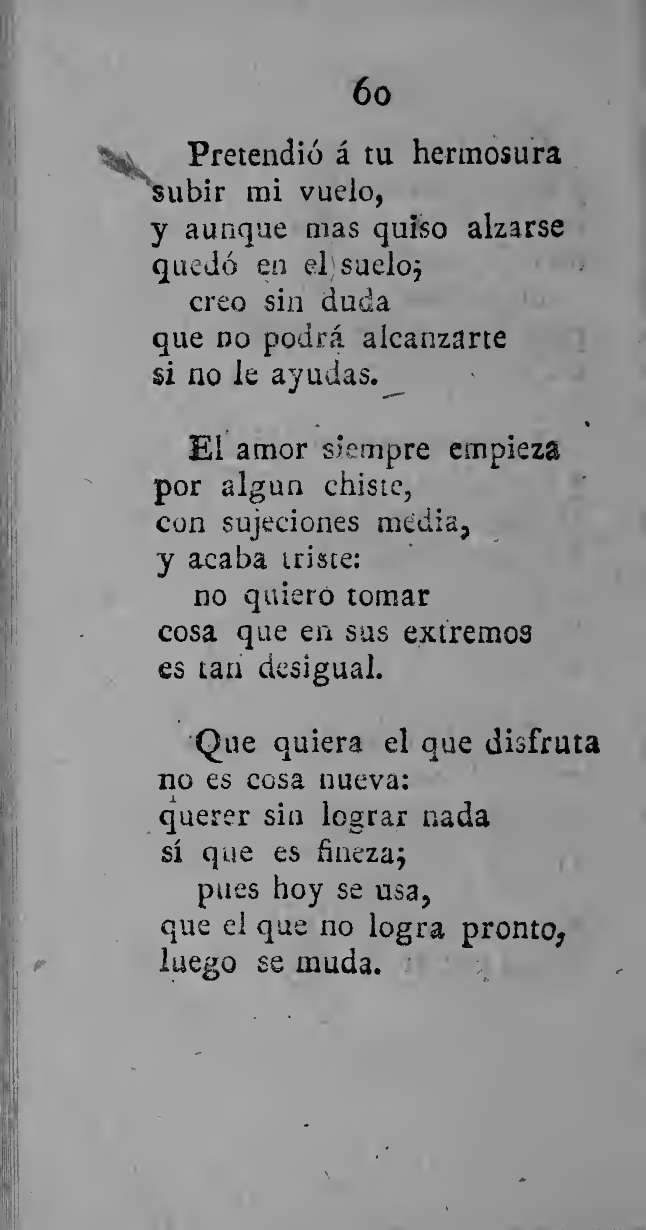 60
Pretendió á tu hermosura
subir mi vuelo,
y aunque mas quiso alzarse
quedó en el suelo;
creo sin duda
que no podrá alcanzarte
si no le ayudas.
El amor siempre empieza
por algun chiste,
con sujeciones media,
y acaba triste:
no quiero tomar
cosa que en sus extremos
es tan desigual.
Que quiera el que disfruta
no es cosa nueva:
querer sin lograr nada
sí que es fineza;
pues hoy se usa,
que el que no logra pronto,
luego se muda.